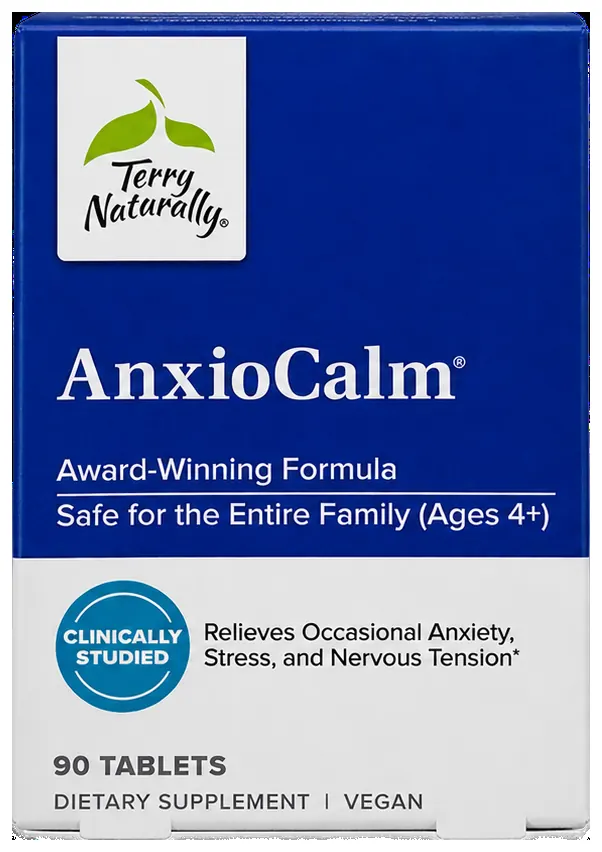 Terry
Naturally®
AnxioCalm®
Award-Winning Formula
Safe for the Entire Family (Ages 4+)
CLINICALLY
STUDIED
Relieves Occasional Anxiety,
Stress, and Nervous Tension*
90 TABLETS
DIETARY SUPPLEMENT | VEGAN